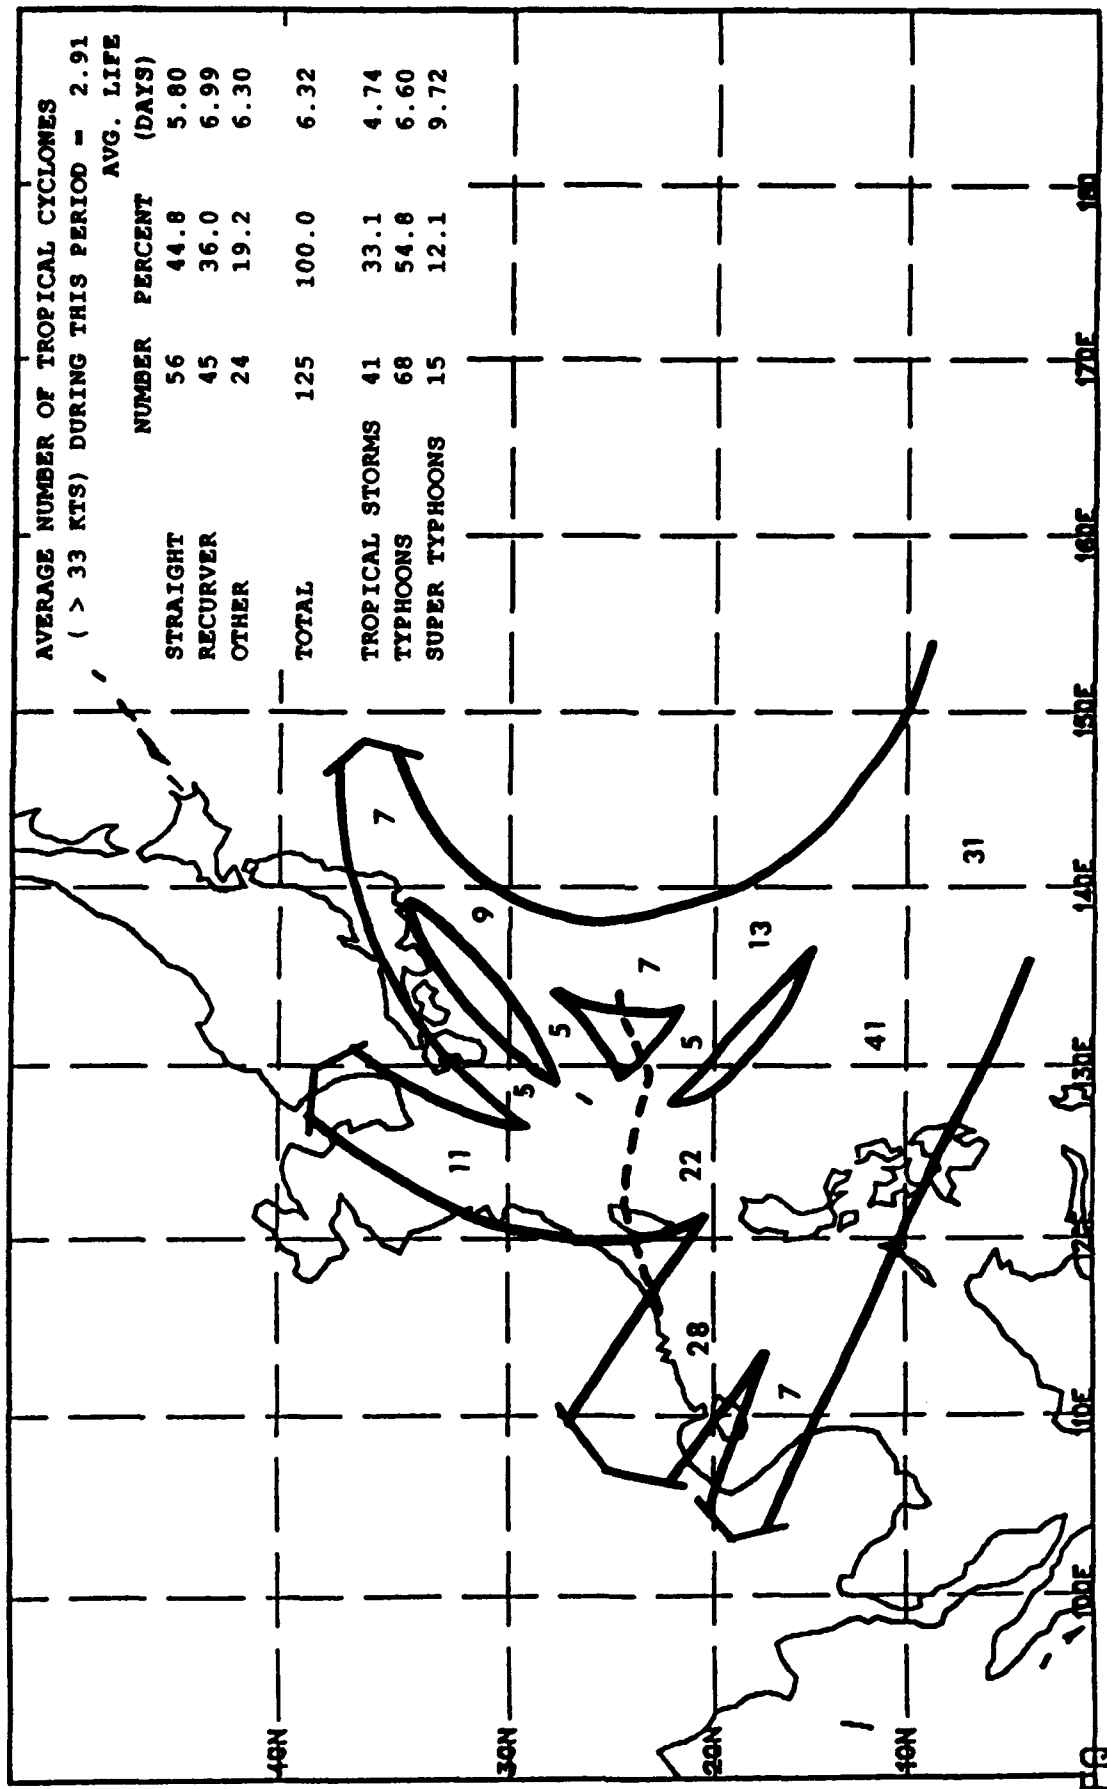 AVERAGE NUMBER OF TROPICAL CYCLONES
( > 33 KTS) DURING THIS PERIOD = 2.91
AVG. LIFE
NUMBER PERCENT (DAYS)
STRAIGHT 56 44.8 5.80
RECURVER 45 36.0 6.99
OTHER 24 19.2 6.30
TOTAL 125 100.0 6.32
TROPICAL STORMS 41 33.1 4.74
TYPHOONS 68 54.8 6.60
SUPER TYPHOONS 15 12.1 9.72
40N
7
11
5
9
30N
5
7
28
22
5
13
20N
7
41
31
10N
100E
110E
120E
130E
140E
150E
160E
170E
180